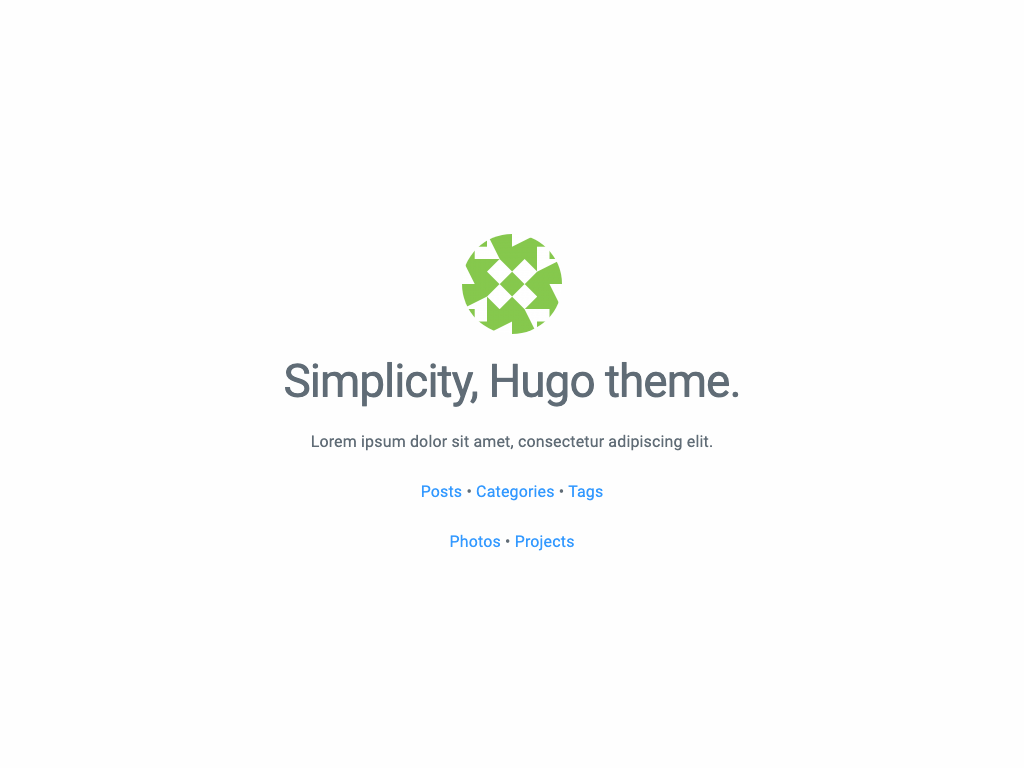 Simplicity, Hugo theme.
Lorem ipsum dolor sit amet, consectetur adipiscing elit.
Posts • Categories • Tags
Photos • Projects